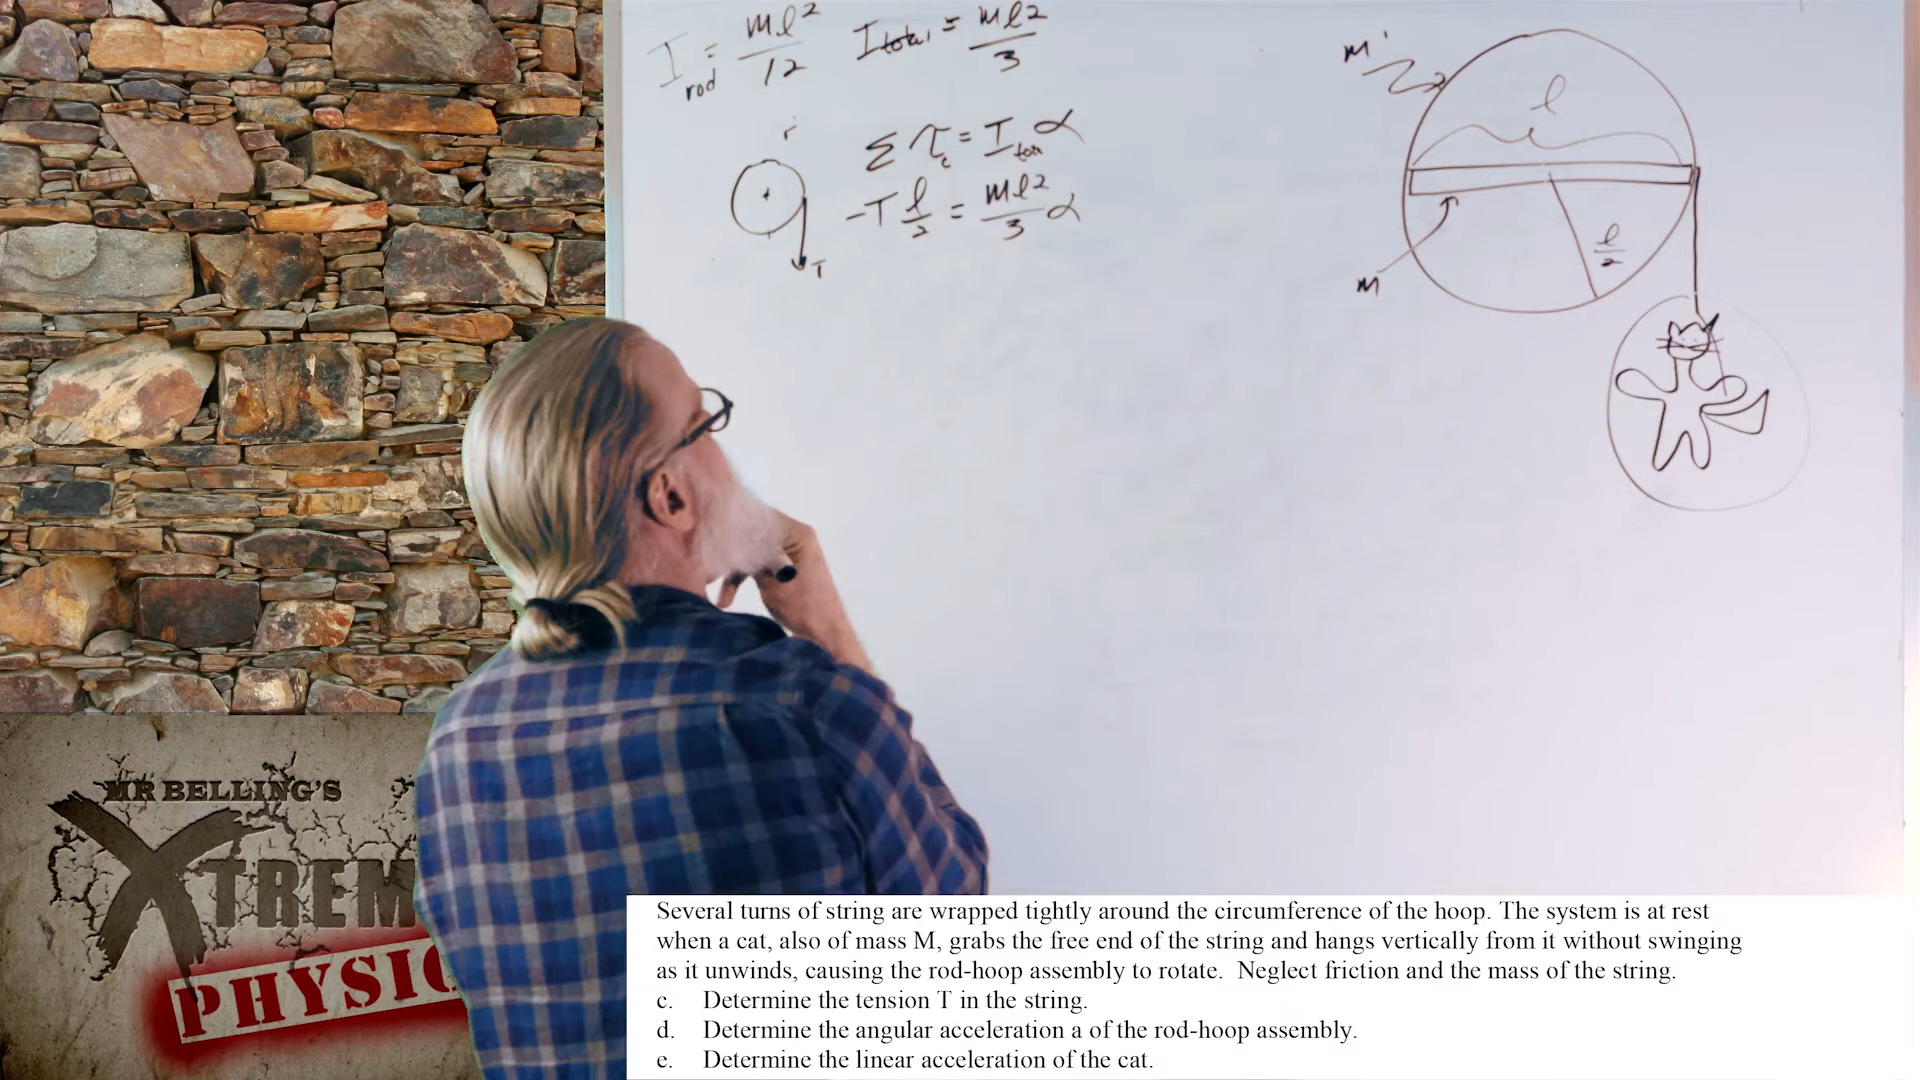 I rod = Ml²/12
I total = Ml²/3
Σ τc = I tot α
-T l/2 = Ml²/3 α
T
M
l
l/2
M
MR BELLING'S
XTREM
PHYSIC
Several turns of string are wrapped tightly around the circumference of the hoop. The system is at rest
when a cat, also of mass M, grabs the free end of the string and hangs vertically from it without swinging
as it unwinds, causing the rod-hoop assembly to rotate. Neglect friction and the mass of the string.
c. Determine the tension T in the string.
d. Determine the angular acceleration a of the rod-hoop assembly.
e. Determine the linear acceleration of the cat.